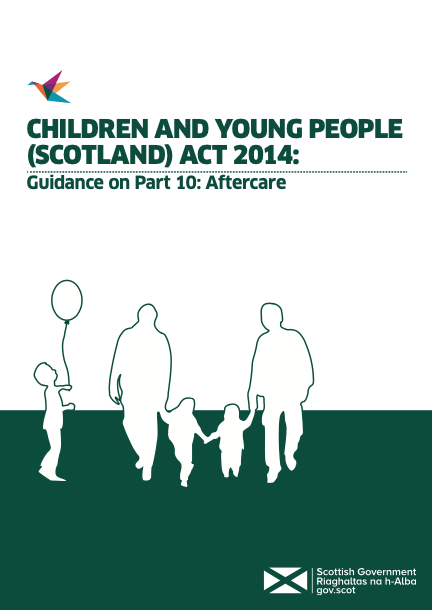 CHILDREN AND YOUNG PEOPLE
(SCOTLAND) ACT 2014:
Guidance on Part 10: Aftercare
Scottish Government
Riaghaltas na h-Alba
gov.scot